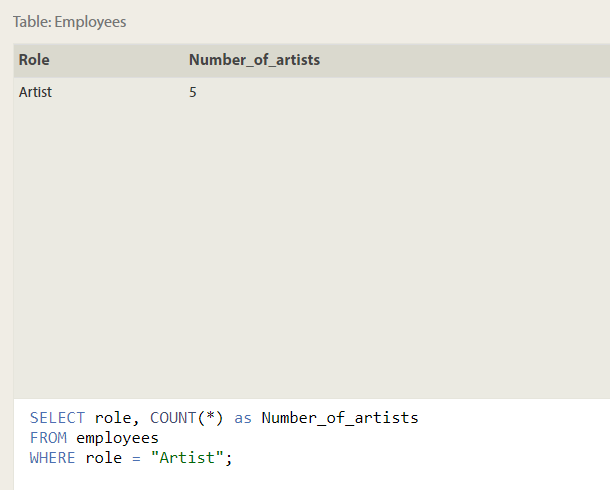 Table: Employees
Role Number_of_artists
Artist 5
SELECT role, COUNT(*) as Number_of_artists
FROM employees
WHERE role = "Artist";